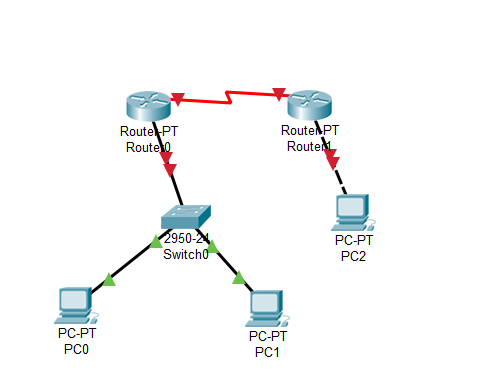 Router-PT
Router0
Router-PT
Router1
2950-24
Switch0
PC-PT
PC2
PC-PT
PC0
PC-PT
PC1